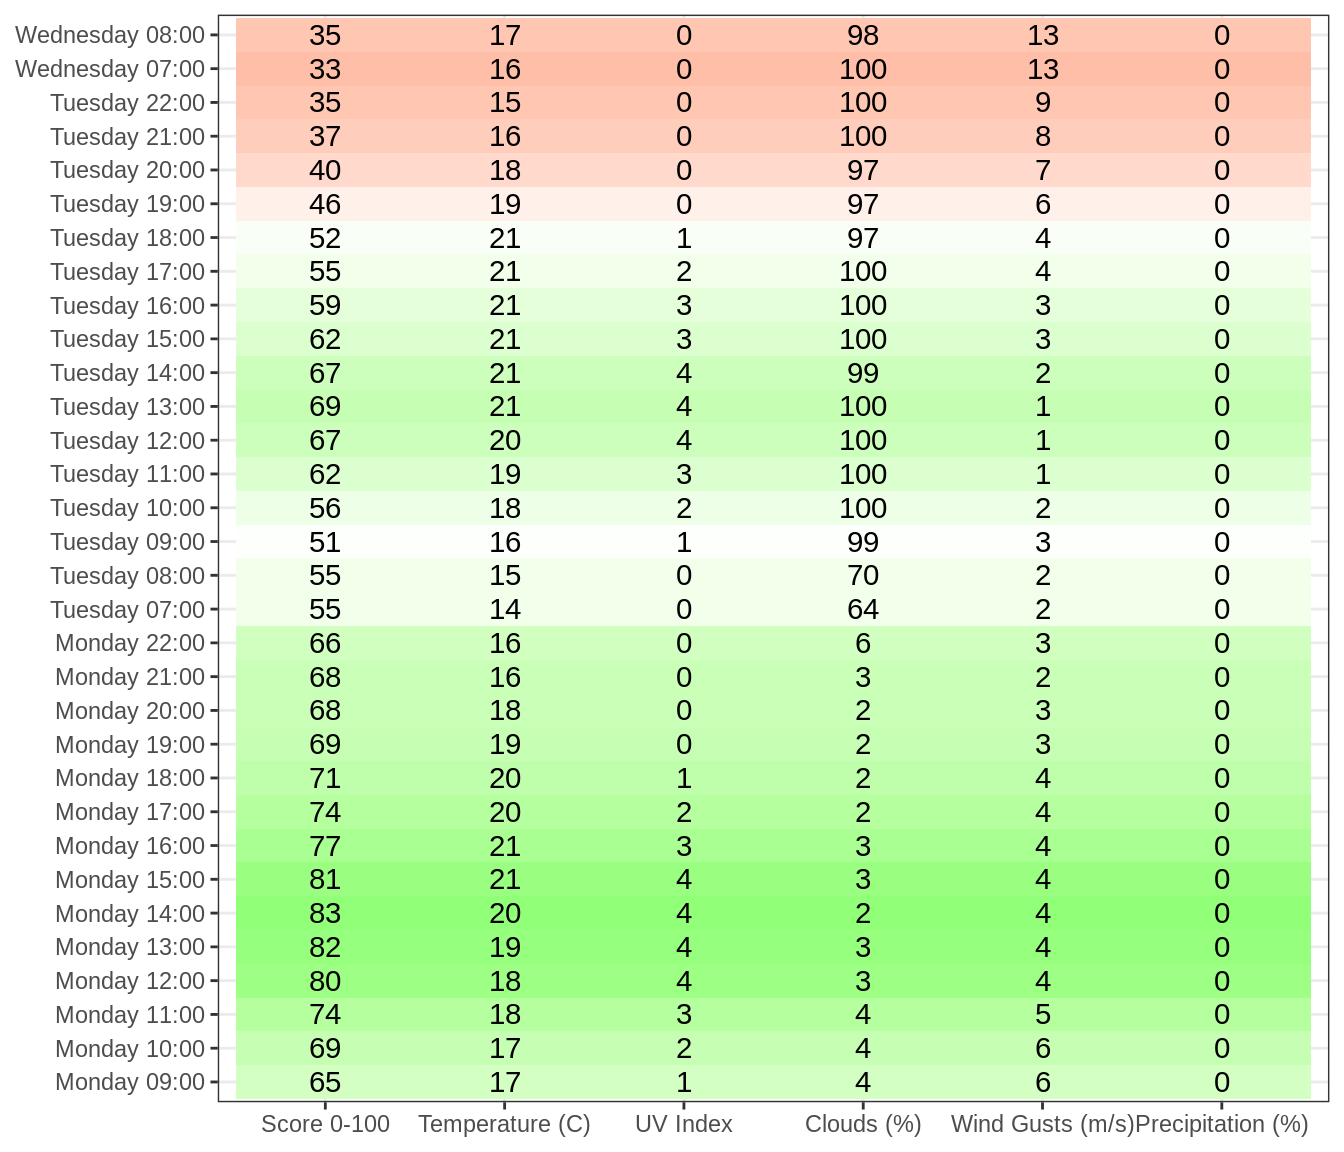 Wednesday 08:00 35 17 0 98 13 0
Wednesday 07:00 33 16 0 100 13 0
Tuesday 22:00 35 15 0 100 9 0
Tuesday 21:00 37 16 0 100 8 0
Tuesday 20:00 40 18 0 97 7 0
Tuesday 19:00 46 19 0 97 6 0
Tuesday 18:00 52 21 1 97 4 0
Tuesday 17:00 55 21 2 100 4 0
Tuesday 16:00 59 21 3 100 3 0
Tuesday 15:00 62 21 3 100 3 0
Tuesday 14:00 67 21 4 99 2 0
Tuesday 13:00 69 21 4 100 1 0
Tuesday 12:00 67 20 4 100 1 0
Tuesday 11:00 62 19 3 100 1 0
Tuesday 10:00 56 18 2 100 2 0
Tuesday 09:00 51 16 1 99 3 0
Tuesday 08:00 55 15 0 70 2 0
Tuesday 07:00 55 14 0 64 2 0
Monday 22:00 66 16 0 6 3 0
Monday 21:00 68 16 0 3 2 0
Monday 20:00 68 18 0 2 3 0
Monday 19:00 69 19 0 2 3 0
Monday 18:00 71 20 1 2 4 0
Monday 17:00 74 20 2 2 4 0
Monday 16:00 77 21 3 3 4 0
Monday 15:00 81 21 4 3 4 0
Monday 14:00 83 20 4 2 4 0
Monday 13:00 82 19 4 3 4 0
Monday 12:00 80 18 4 3 4 0
Monday 11:00 74 18 3 4 5 0
Monday 10:00 69 17 2 4 6 0
Monday 09:00 65 17 1 4 6 0
Score 0-100 Temperature (C) UV Index Clouds (%) Wind Gusts (m/s) Precipitation (%)